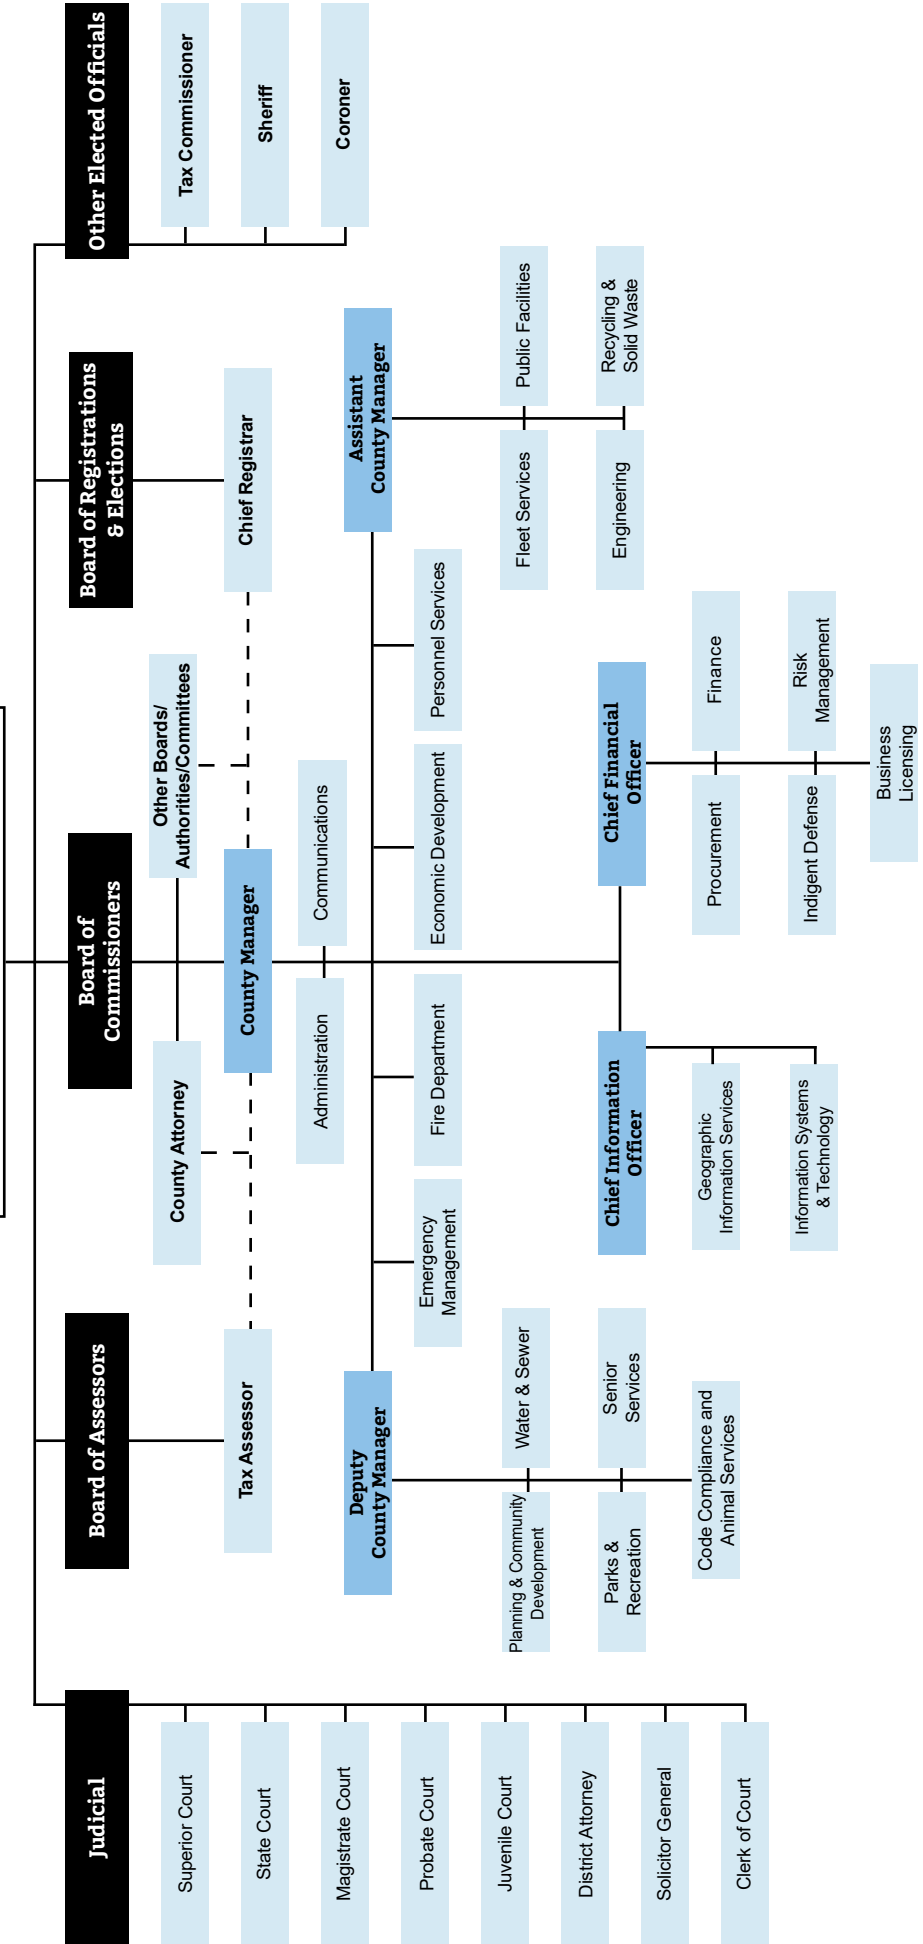 Judicial
Board of Assessors
Board of
Commissioners
Board of Registrations
& Elections
Other Elected Officials
Superior Court
State Court
Magistrate Court
Probate Court
Juvenile Court
District Attorney
Solicitor General
Clerk of Court
Tax Assessor
County Attorney
Other Boards/
Authorities/Committees
County Manager
Chief Registrar
Tax Commissioner
Sheriff
Coroner
Administration
Communications
Deputy
County Manager
Assistant
County Manager
Emergency
Management
Fire Department
Economic Development
Personnel Services
Planning & Community
Development
Water & Sewer
Parks &
Recreation
Senior
Services
Code Compliance and
Animal Services
Chief Information
Officer
Geographic
Information Services
Information Systems
& Technology
Chief Financial
Officer
Procurement
Finance
Indigent Defense
Risk
Management
Business
Licensing
Fleet Services
Public Facilities
Engineering
Recycling &
Solid Waste